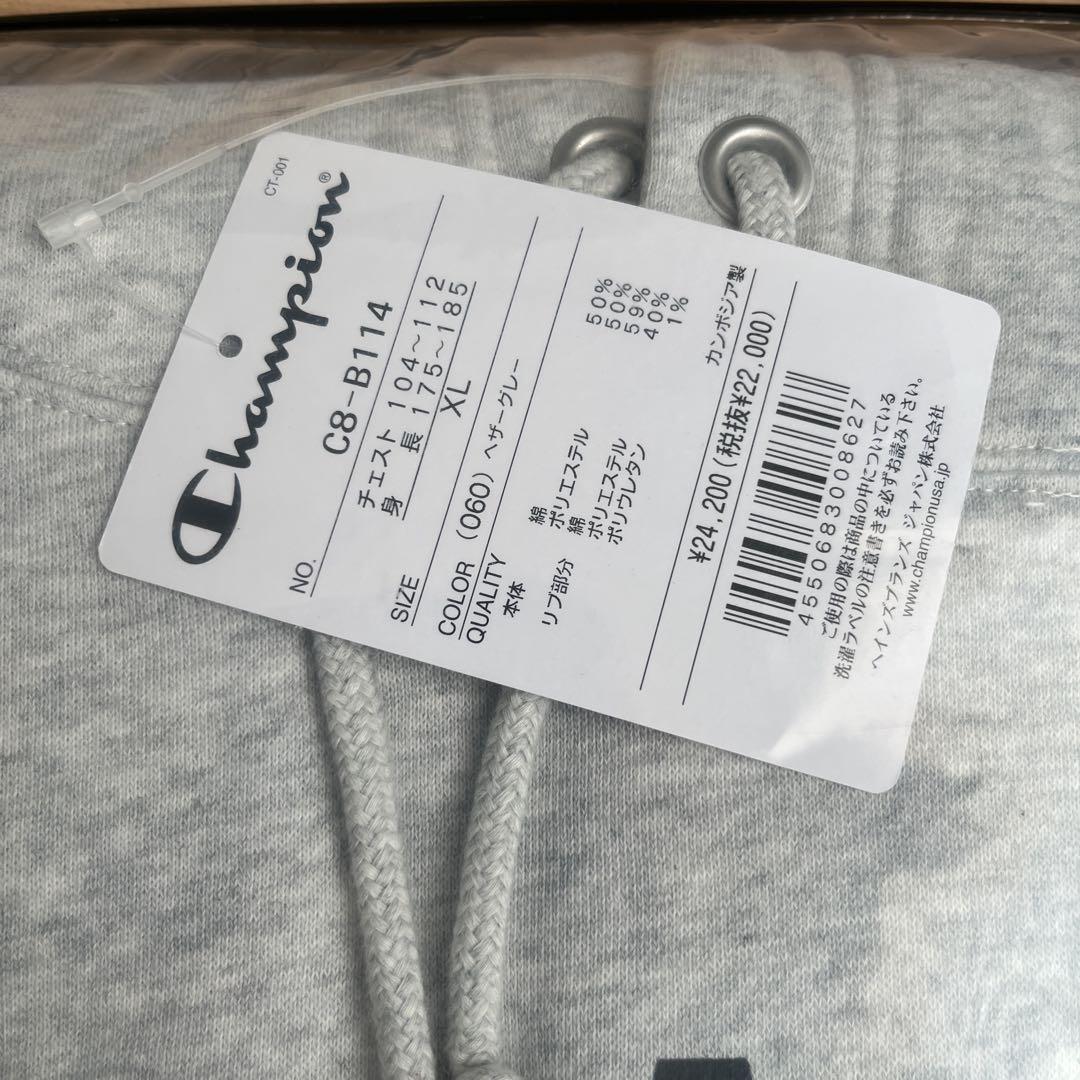 CT-001
Champion®
NO. C8-B114
SIZE チェスト 104～112
身長 175～185
XL
COLOR (060) ヘザーグレー
QUALITY
本体 綿 50%
ポリエステル 50%
リブ部分 綿 59%
ポリエステル 40%
ポリウレタン 1%
カンボジア製
¥24,200(税抜¥22,000)
4550683008627
ご使用の際は商品の中についている
洗濯ラベルの注意書きを必ずお読み下さい。
ヘインズブランズ ジャパン株式会社
www.championusa.jp